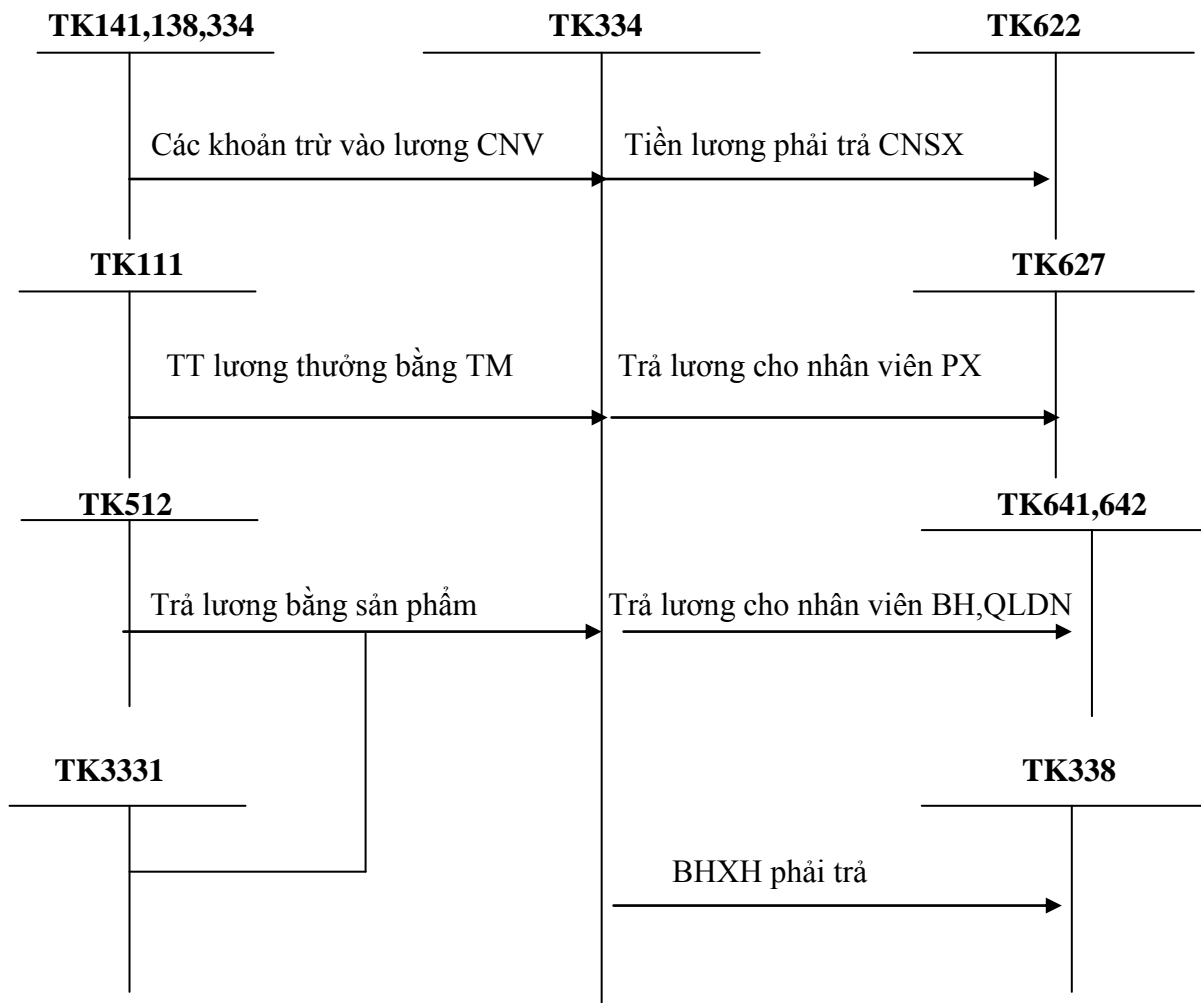 TK141,138,334 TK334 TK622
Các khoản trừ vào lương CNV Tiền lương phải trả CNSX
TK111 TK627
TT lương thưởng bằng TM Trả lương cho nhân viên PX
TK512 TK641,642
Trả lương bằng sản phẩm Trả lương cho nhân viên BH,QLDN
TK3331 TK338
BHXH phải trả